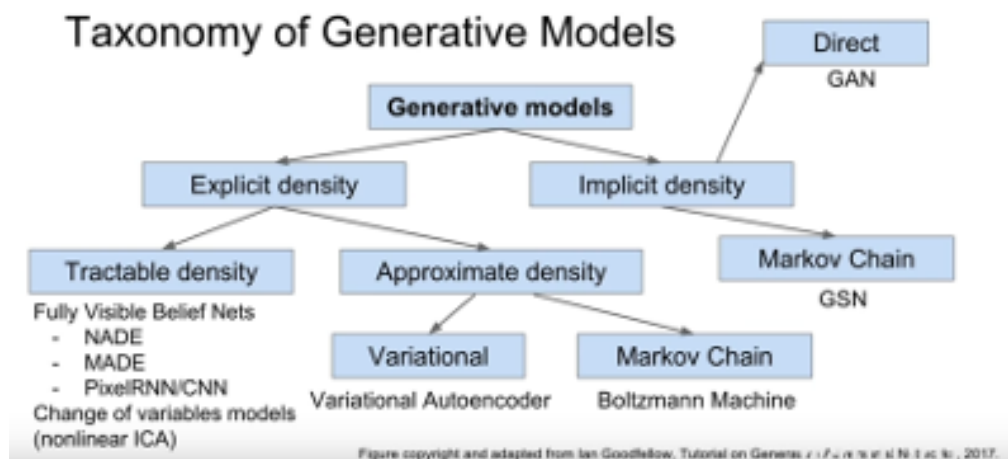 Taxonomy of Generative Models
Direct
GAN
Generative models
Explicit density
Implicit density
Tractable density
Approximate density
Markov Chain
GSN
Fully Visible Belief Nets
- NADE
- MADE
- PixelRNN/CNN
Change of variables models
(nonlinear ICA)
Variational
Markov Chain
Variational Autoencoder
Boltzmann Machine
Figure copyright and adapted from Ian Goodfellow, Tutorial on 2017.